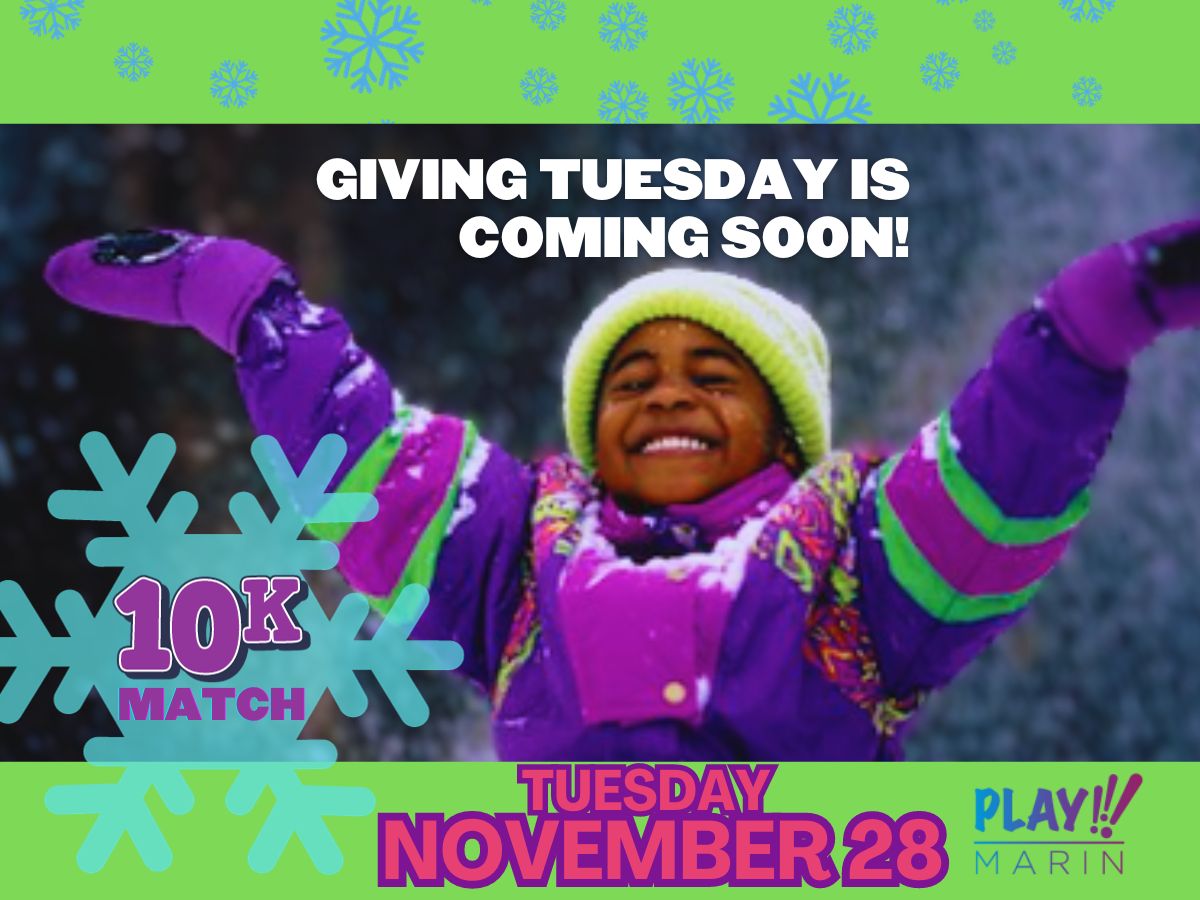 GIVING TUESDAY IS
COMING SOON!
10K
MATCH
TUESDAY
NOVEMBER 28
PLAY!!!
MARIN